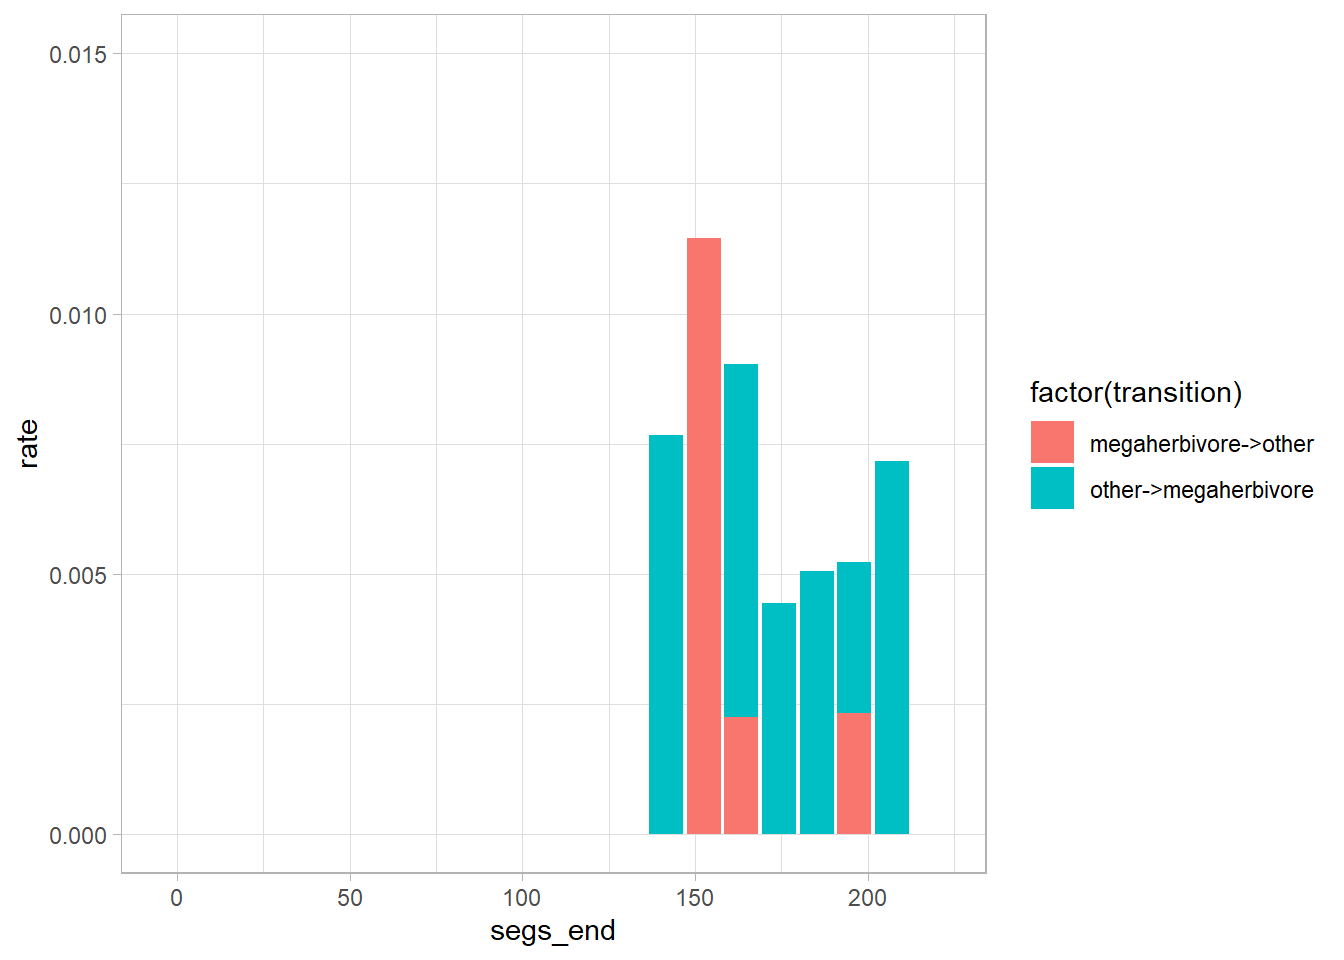 0.015
0.010
0.005
0.000
rate
0
50
100
150
200
segs_end
factor(transition)
megaherbivore->other
other->megaherbivore